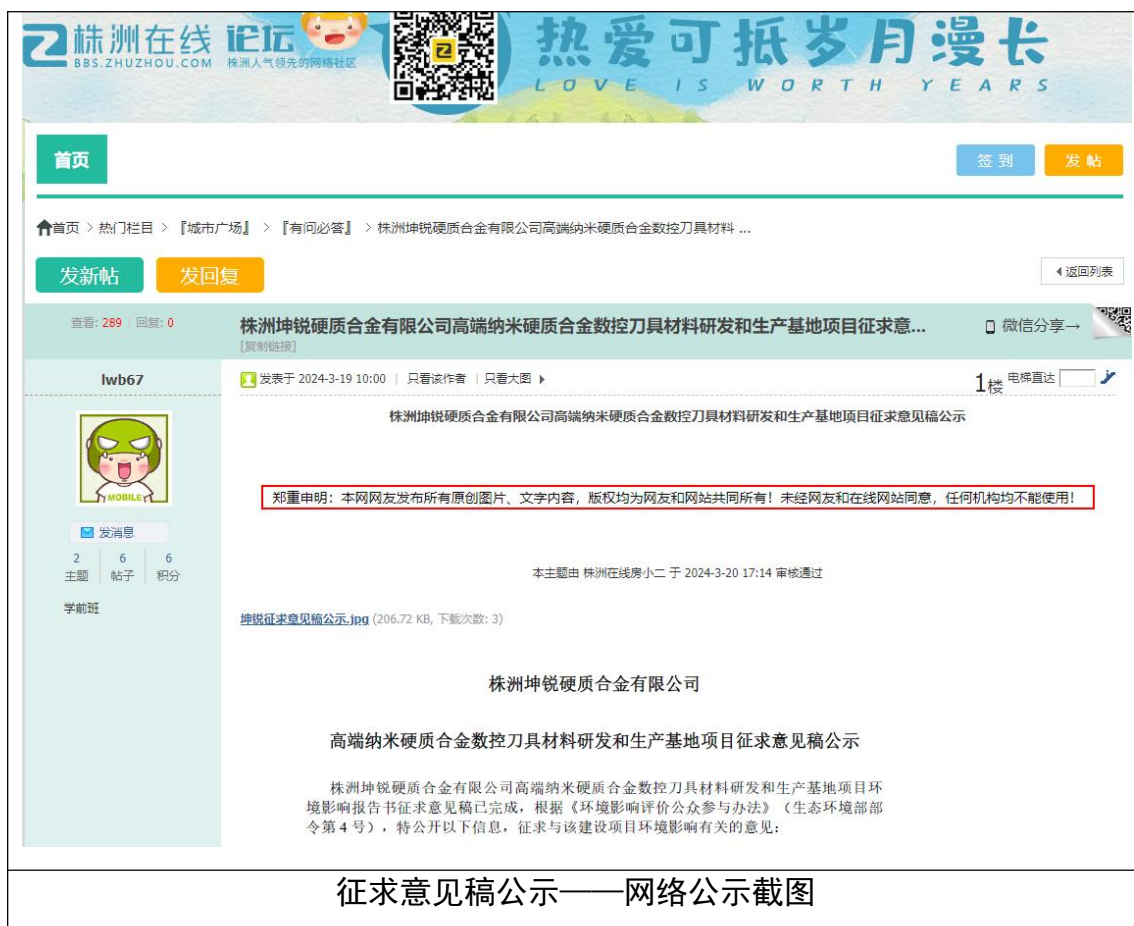 株洲在线 论坛
BBS.ZHUZHOU.COM 株洲人气领先的网络社区
热爱可抵岁月漫长
LOVE IS WORTH YEARS
首页
签到 发帖
首页 > 热门栏目 > 『城市广场』 > 『有问必答』 > 株洲坤锐硬质合金有限公司高端纳米硬质合金数控刀具材料 ...
发新帖 发回复 返回列表
查看: 289 | 回复: 0
株洲坤锐硬质合金有限公司高端纳米硬质合金数控刀具材料研发和生产基地项目征求意... 微信分享→
[复制链接]
lwb67
发表于 2024-3-19 10:00 | 只看该作者 | 只看大图
1楼 电梯直达
株洲坤锐硬质合金有限公司高端纳米硬质合金数控刀具材料研发和生产基地项目征求意见稿公示
MOBILE
郑重申明：本网网友发布所有原创图片、文字内容，版权均为网友和网站共同所有！未经网友和在线网站同意，任何机构均不能使用！
发消息
2 6 6
主题 帖子 积分
学前班
本主题由 株洲在线房小二 于 2024-3-20 17:14 审核通过
坤锐征求意见稿公示.jpg (206.72 KB, 下载次数: 3)
株洲坤锐硬质合金有限公司
高端纳米硬质合金数控刀具材料研发和生产基地项目征求意见稿公示
株洲坤锐硬质合金有限公司高端纳米硬质合金数控刀具材料研发和生产基地项目环
境影响报告书征求意见稿已完成，根据《环境影响评价公众参与办法》（生态环境部部
令第 4 号），特公开以下信息，征求与该建设项目环境影响有关的意见：
征求意见稿公示——网络公示截图